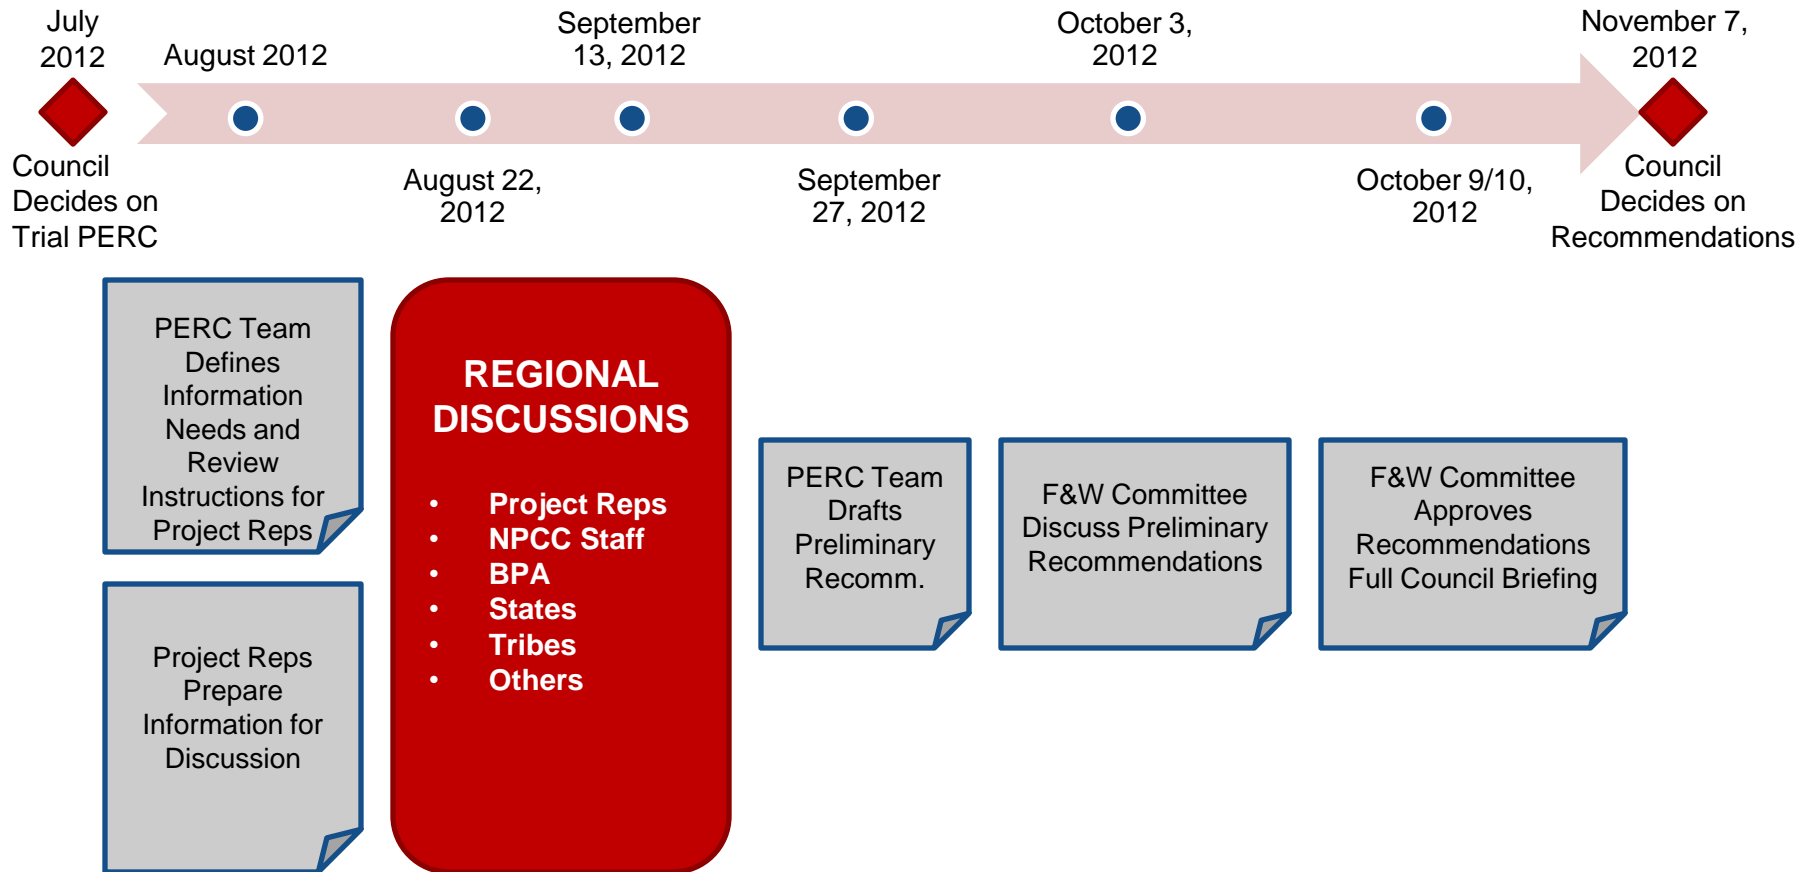 July
2012
August 2012
September
13, 2012
October 3,
2012
November 7,
2012
Council
Decides on
Trial PERC
August 22,
2012
September
27, 2012
October 9/10,
2012
Council
Decides on
Recommendations
PERC Team
Defines
Information
Needs and
Review
Instructions for
Project Reps
Project Reps
Prepare
Information for
Discussion
REGIONAL
DISCUSSIONS
• Project Reps
• NPCC Staff
• BPA
• States
• Tribes
• Others
PERC Team
Drafts
Preliminary
Recomm.
F&W Committee
Discuss Preliminary
Recommendations
F&W Committee
Approves
Recommendations
Full Council Briefing